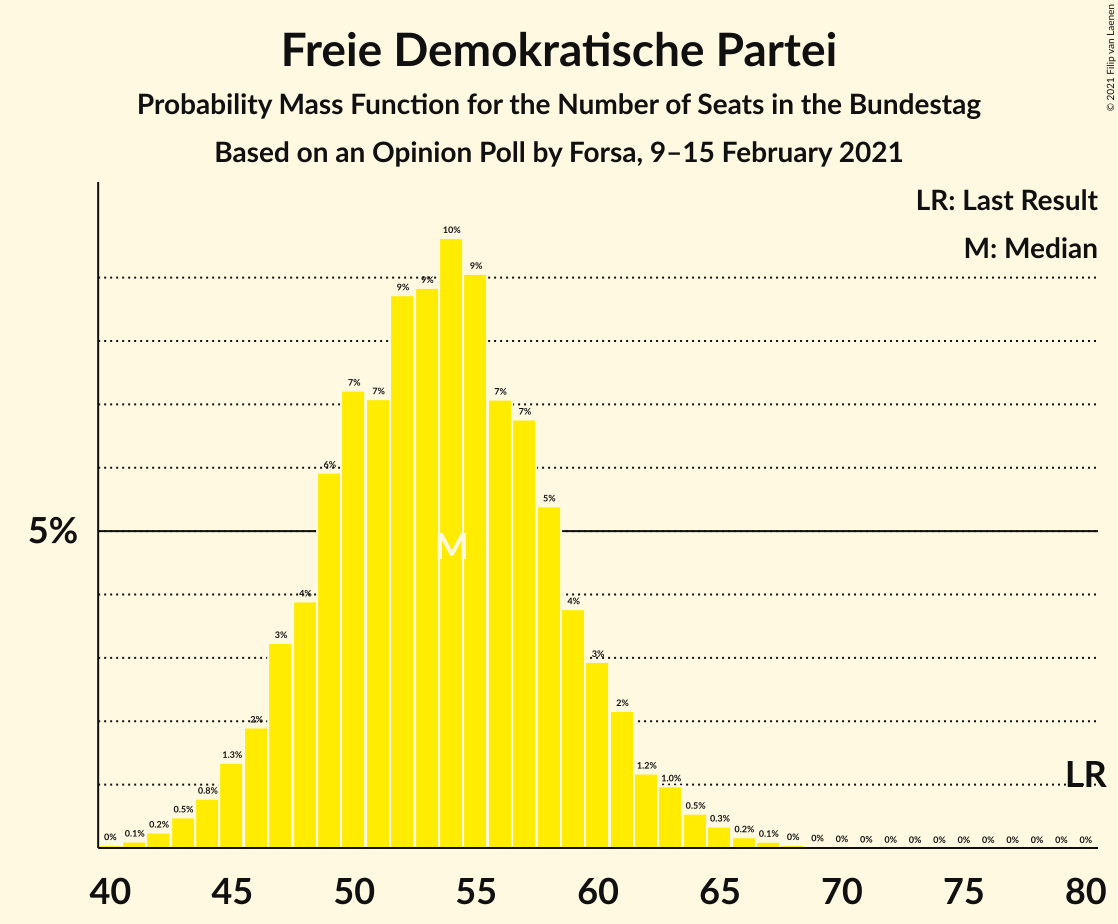 Freie Demokratische Partei
Probability Mass Function for the Number of Seats in the Bundestag
Based on an Opinion Poll by Forsa, 9–15 February 2021
© 2021 Filip van Laenen
LR: Last Result
M: Median
5%
0% 0.1% 0.2% 0.5% 0.8% 1.3% 2% 3% 4% 6% 7% 7% 9% 9% 10% 9% 7% 7% 5% 4% 3% 2% 1.2% 1.0% 0.5% 0.3% 0.2% 0.1% 0% 0% 0% 0% 0% 0% 0% 0% 0% 0% 0% 0% 0%
M
LR
40 45 50 55 60 65 70 75 80